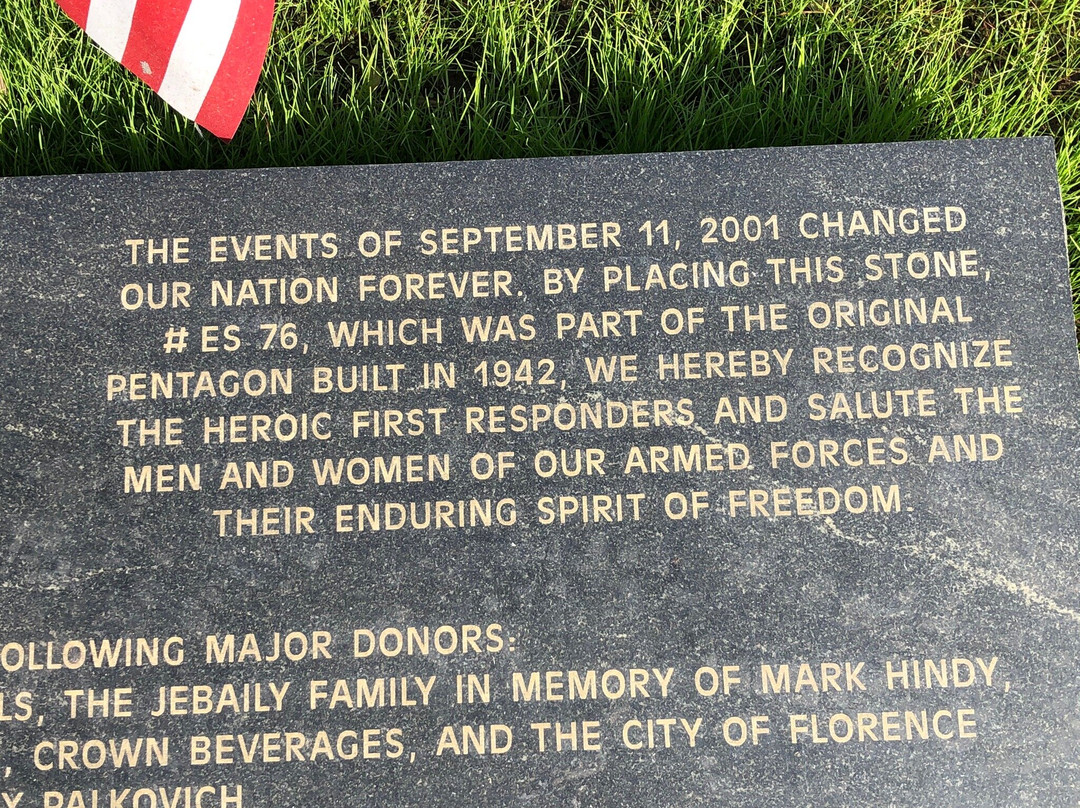 THE EVENTS OF SEPTEMBER 11, 2001 CHANGED
OUR NATION FOREVER. BY PLACING THIS STONE,
# ES 76, WHICH WAS PART OF THE ORIGINAL
PENTAGON BUILT IN 1942, WE HEREBY RECOGNIZE
THE HEROIC FIRST RESPONDERS AND SALUTE THE
MEN AND WOMEN OF OUR ARMED FORCES AND
THEIR ENDURING SPIRIT OF FREEDOM.
OLLOWING MAJOR DONORS:
LS, THE JEBAILY FAMILY IN MEMORY OF MARK HINDY,
, CROWN BEVERAGES, AND THE CITY OF FLORENCE
Y PALKOVICH